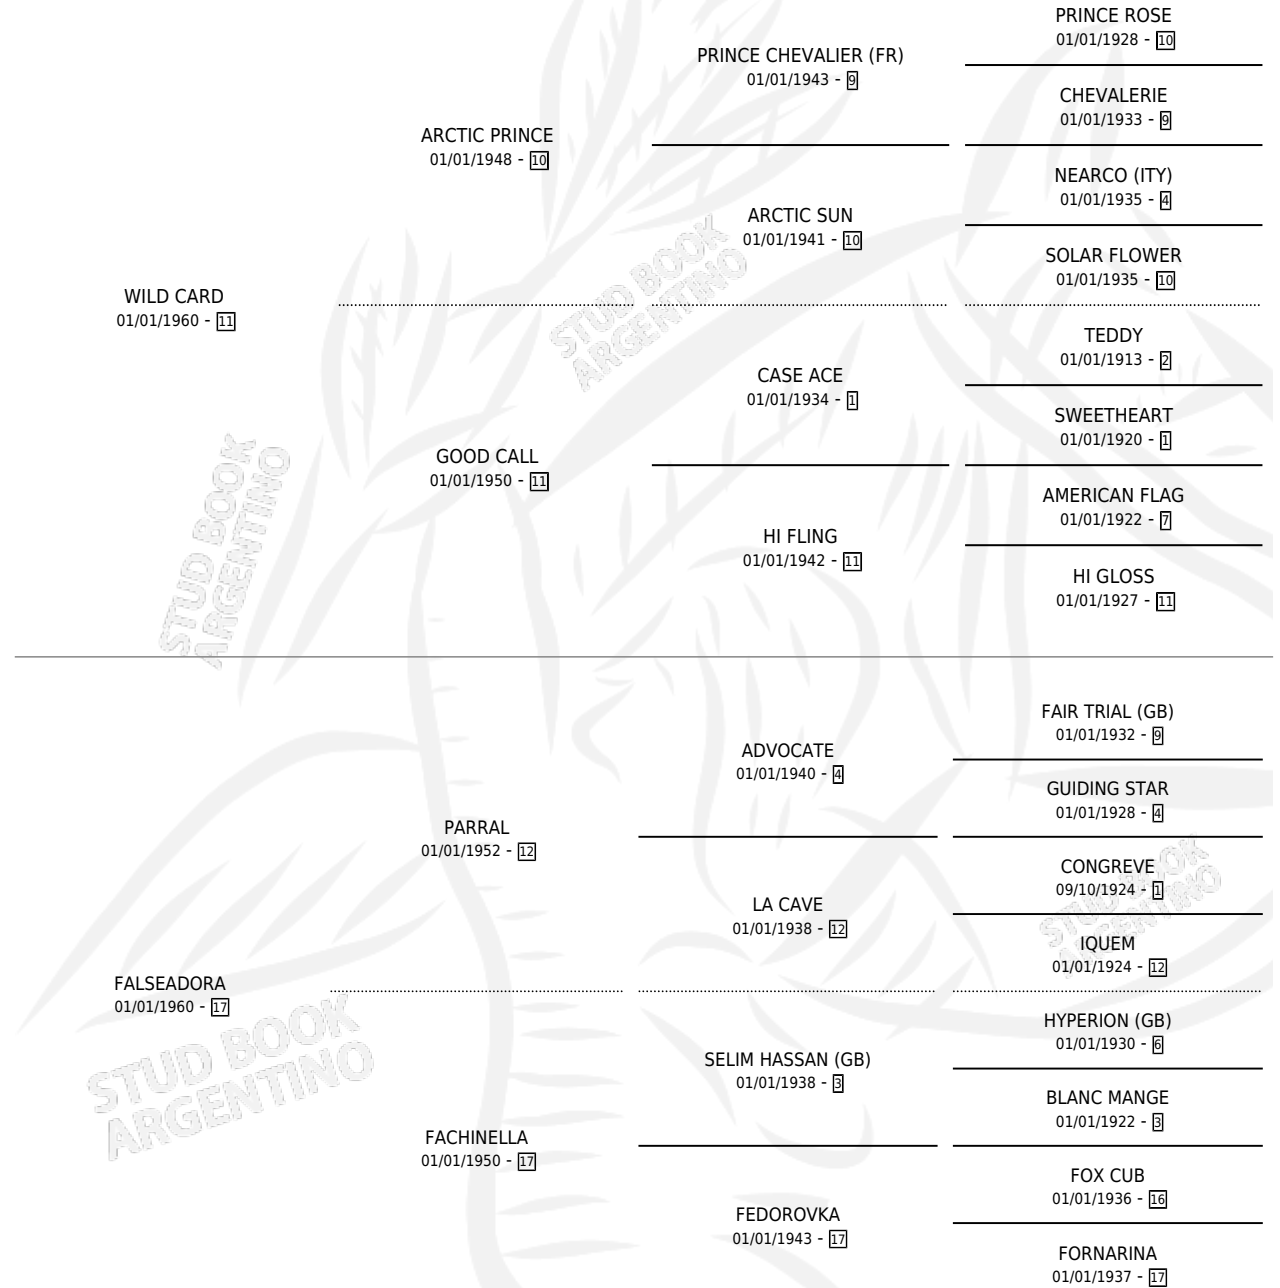 PRINCE ROSE
01/01/1928 - 10
PRINCE CHEVALIER (FR)
01/01/1943 - 9
CHEVALERIE
01/01/1933 - 9
ARCTIC PRINCE
01/01/1948 - 10
NEARCO (ITY)
01/01/1935 - 4
ARCTIC SUN
01/01/1941 - 10
SOLAR FLOWER
01/01/1935 - 10
WILD CARD
01/01/1960 - 11
TEDDY
01/01/1913 - 2
CASE ACE
01/01/1934 - 1
SWEETHEART
01/01/1920 - 1
GOOD CALL
01/01/1950 - 11
AMERICAN FLAG
01/01/1922 - 7
HI FLING
01/01/1942 - 11
HI GLOSS
01/01/1927 - 11
FAIR TRIAL (GB)
01/01/1932 - 9
ADVOCATE
01/01/1940 - 4
GUIDING STAR
01/01/1928 - 4
PARRAL
01/01/1952 - 12
CONGREVE
09/10/1924 - 1
LA CAVE
01/01/1938 - 12
IQUEM
01/01/1924 - 12
FALSEADORA
01/01/1960 - 17
HYPERION (GB)
01/01/1930 - 6
SELIM HASSAN (GB)
01/01/1938 - 3
BLANC MANGE
01/01/1922 - 3
FACHINELLA
01/01/1950 - 17
FOX CUB
01/01/1936 - 16
FEDOROVKA
01/01/1943 - 17
FORNARINA
01/01/1937 - 17
STUD BOOK
ARGENTINO
STUD BOOK
ARGENTINO
STUD BOOK
ARGENTINO
STUD BOOK
ARGENTINO